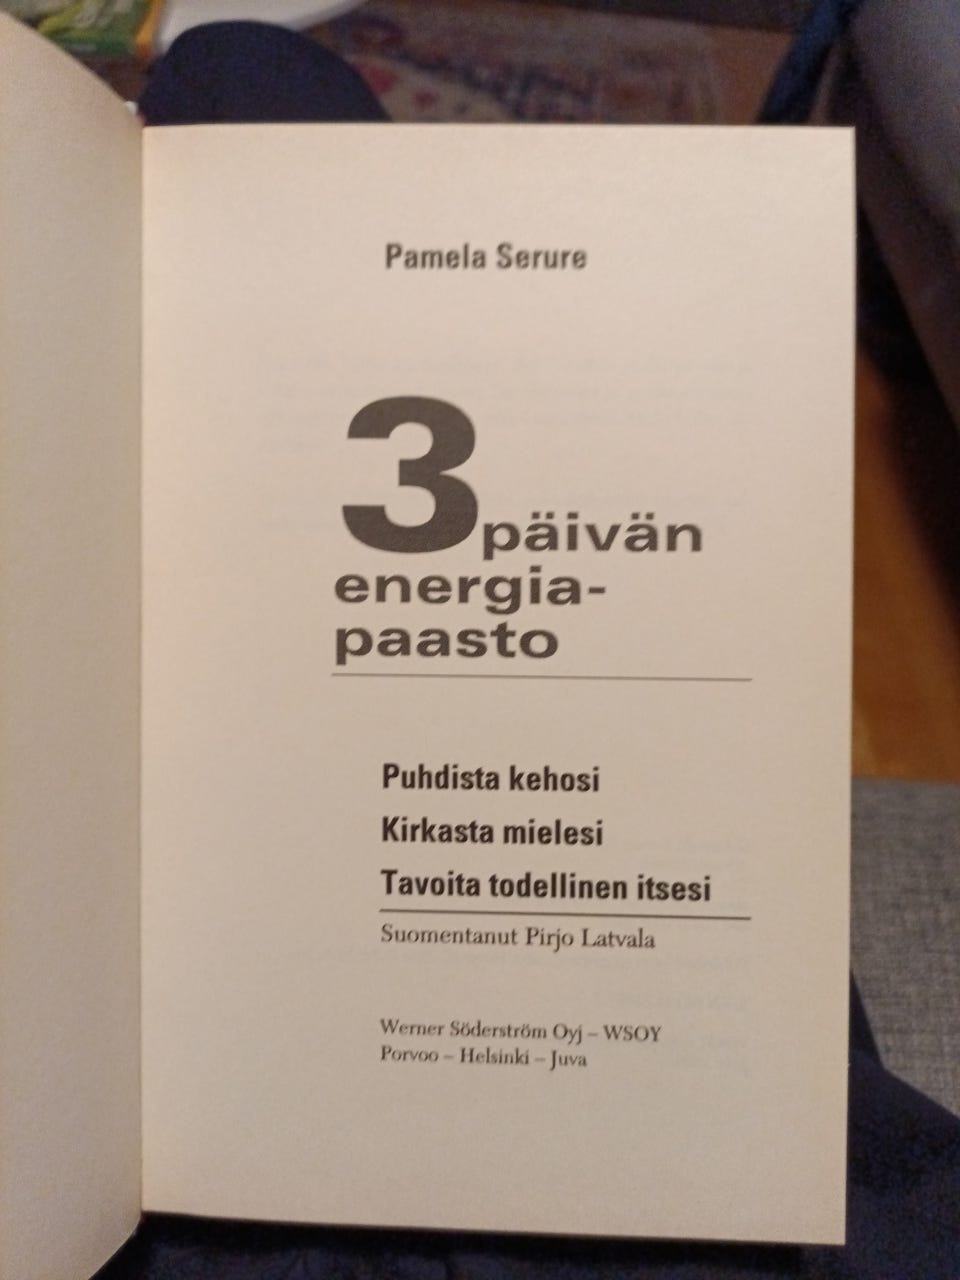 Pamela Serure
3 päivän
energia-
paasto
Puhdista kehosi
Kirkasta mielesi
Tavoita todellinen itsesi
Suomentanut Pirjo Latvala
Werner Söderström Oyj – WSOY
Porvoo – Helsinki – Juva